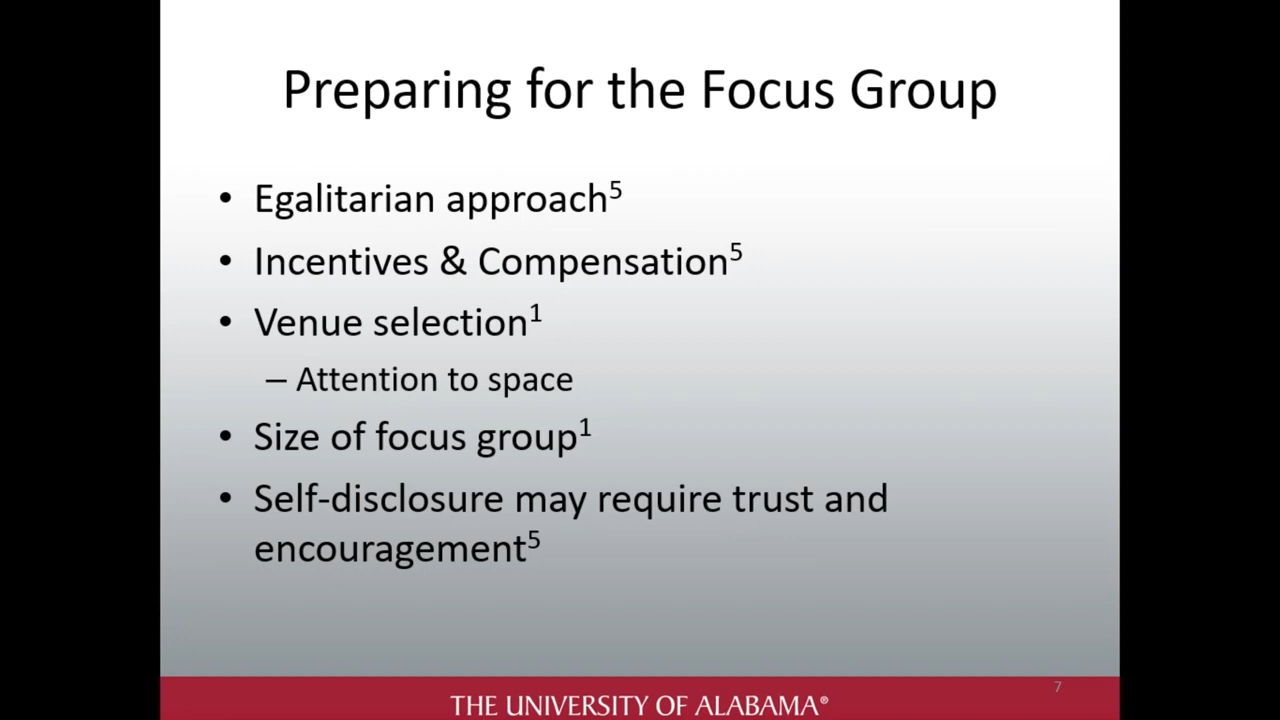 Preparing for the Focus Group
• Egalitarian approach⁵
• Incentives & Compensation⁵
• Venue selection¹
– Attention to space
• Size of focus group¹
• Self-disclosure may require trust and
encouragement⁵
7
THE UNIVERSITY OF ALABAMA®